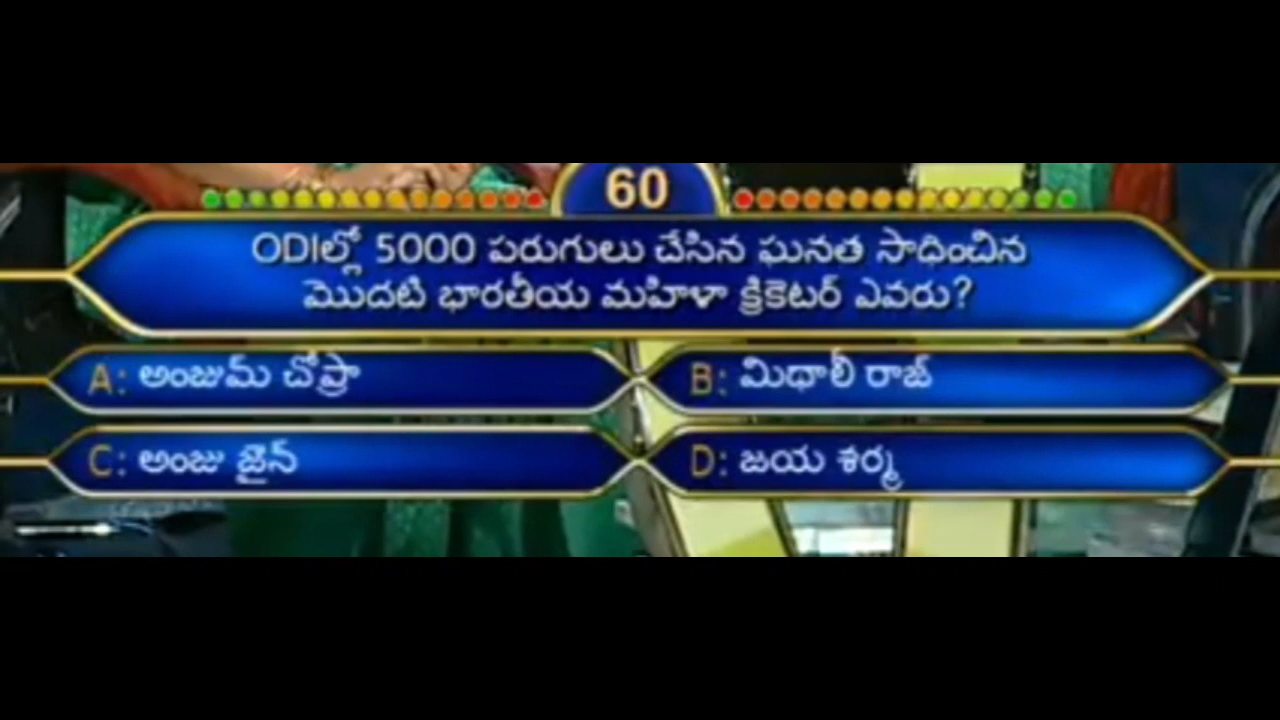 60
ODIల్లో 5000 పరుగులు చేసిన ఘనత సాధించిన
మొదటి భారతీయ మహిళా క్రికెటర్ ఎవరు?
A: అంజుమ్ చోప్రా
B: మిథాలీ రాజ్
C: అంజు జైన్
D: జయ శర్మ